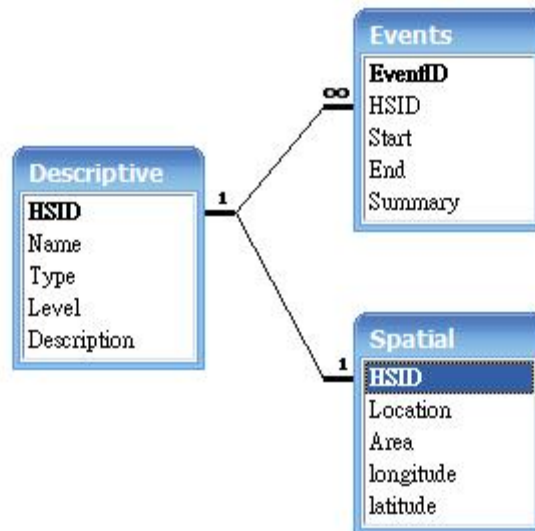 Events
EventID
HSID
Start
End
Summary
∞
Descriptive
HSID
Name
Type
Level
Description
1
Spatial
HSID
Location
Area
longitude
latitude
1